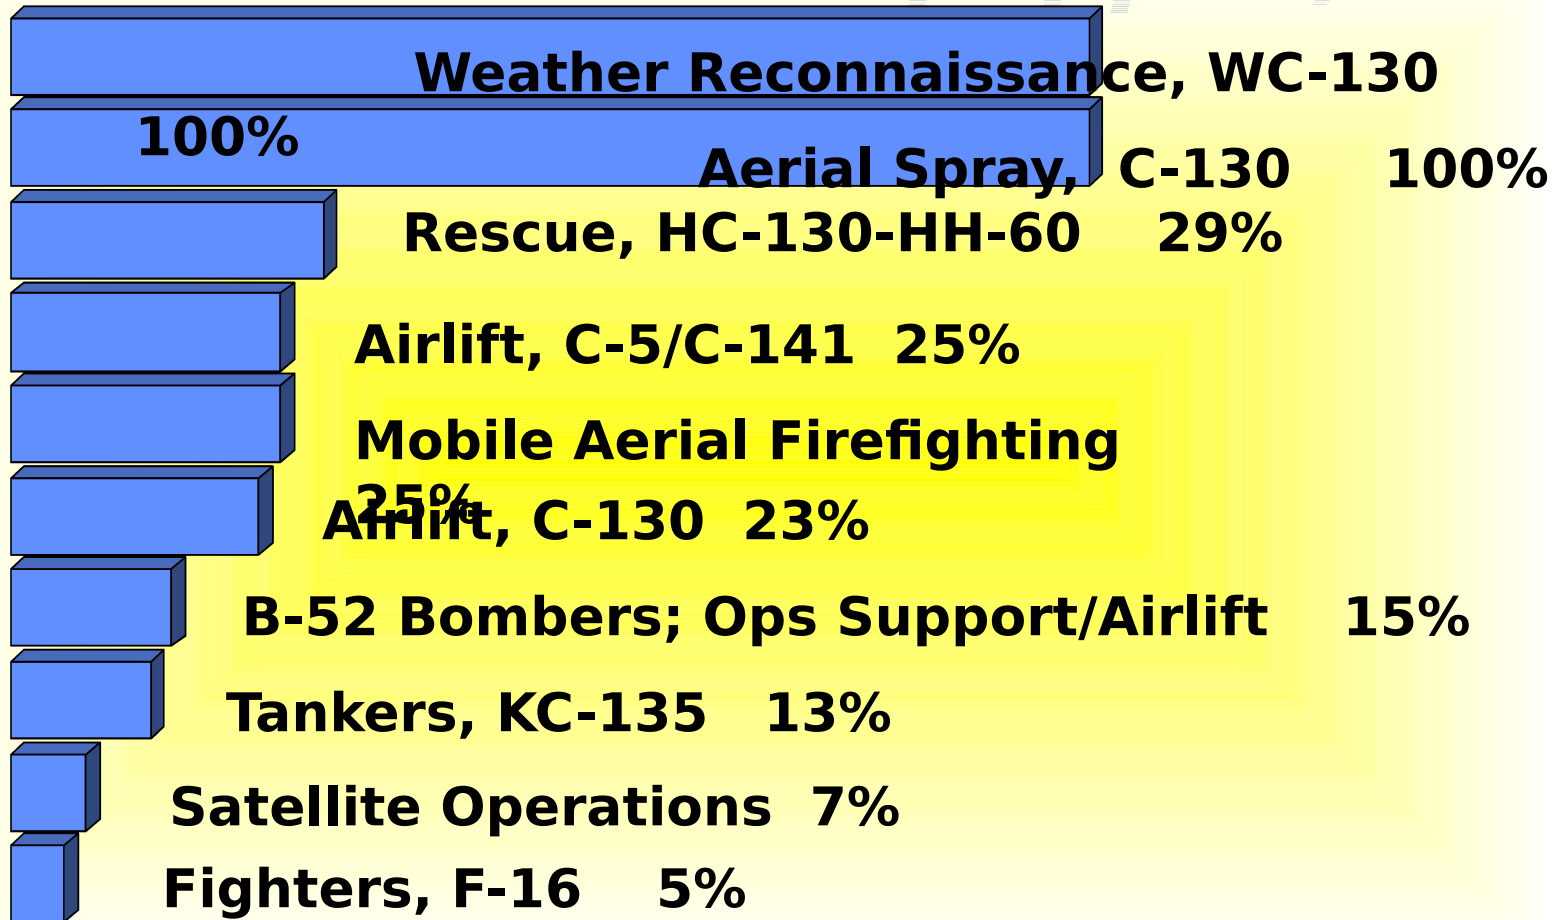 Weather Reconnaissance, WC-130
100%
Aerial Spray,  C-130     100%
Rescue, HC-130-HH-60    29%
Airlift, C-5/C-141  25%
Mobile Aerial Firefighting
25%
Airlift, C-130  23%
B-52 Bombers; Ops Support/Airlift    15%
Tankers, KC-135   13%
Satellite Operations  7%
Fighters, F-16    5%